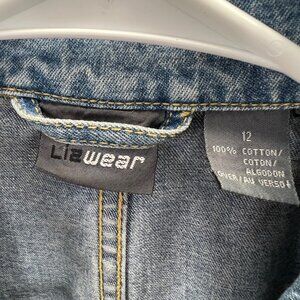 Lizwear
12
100% COTTON/
COTON/
ALGODON
OVER/AU VERSO/